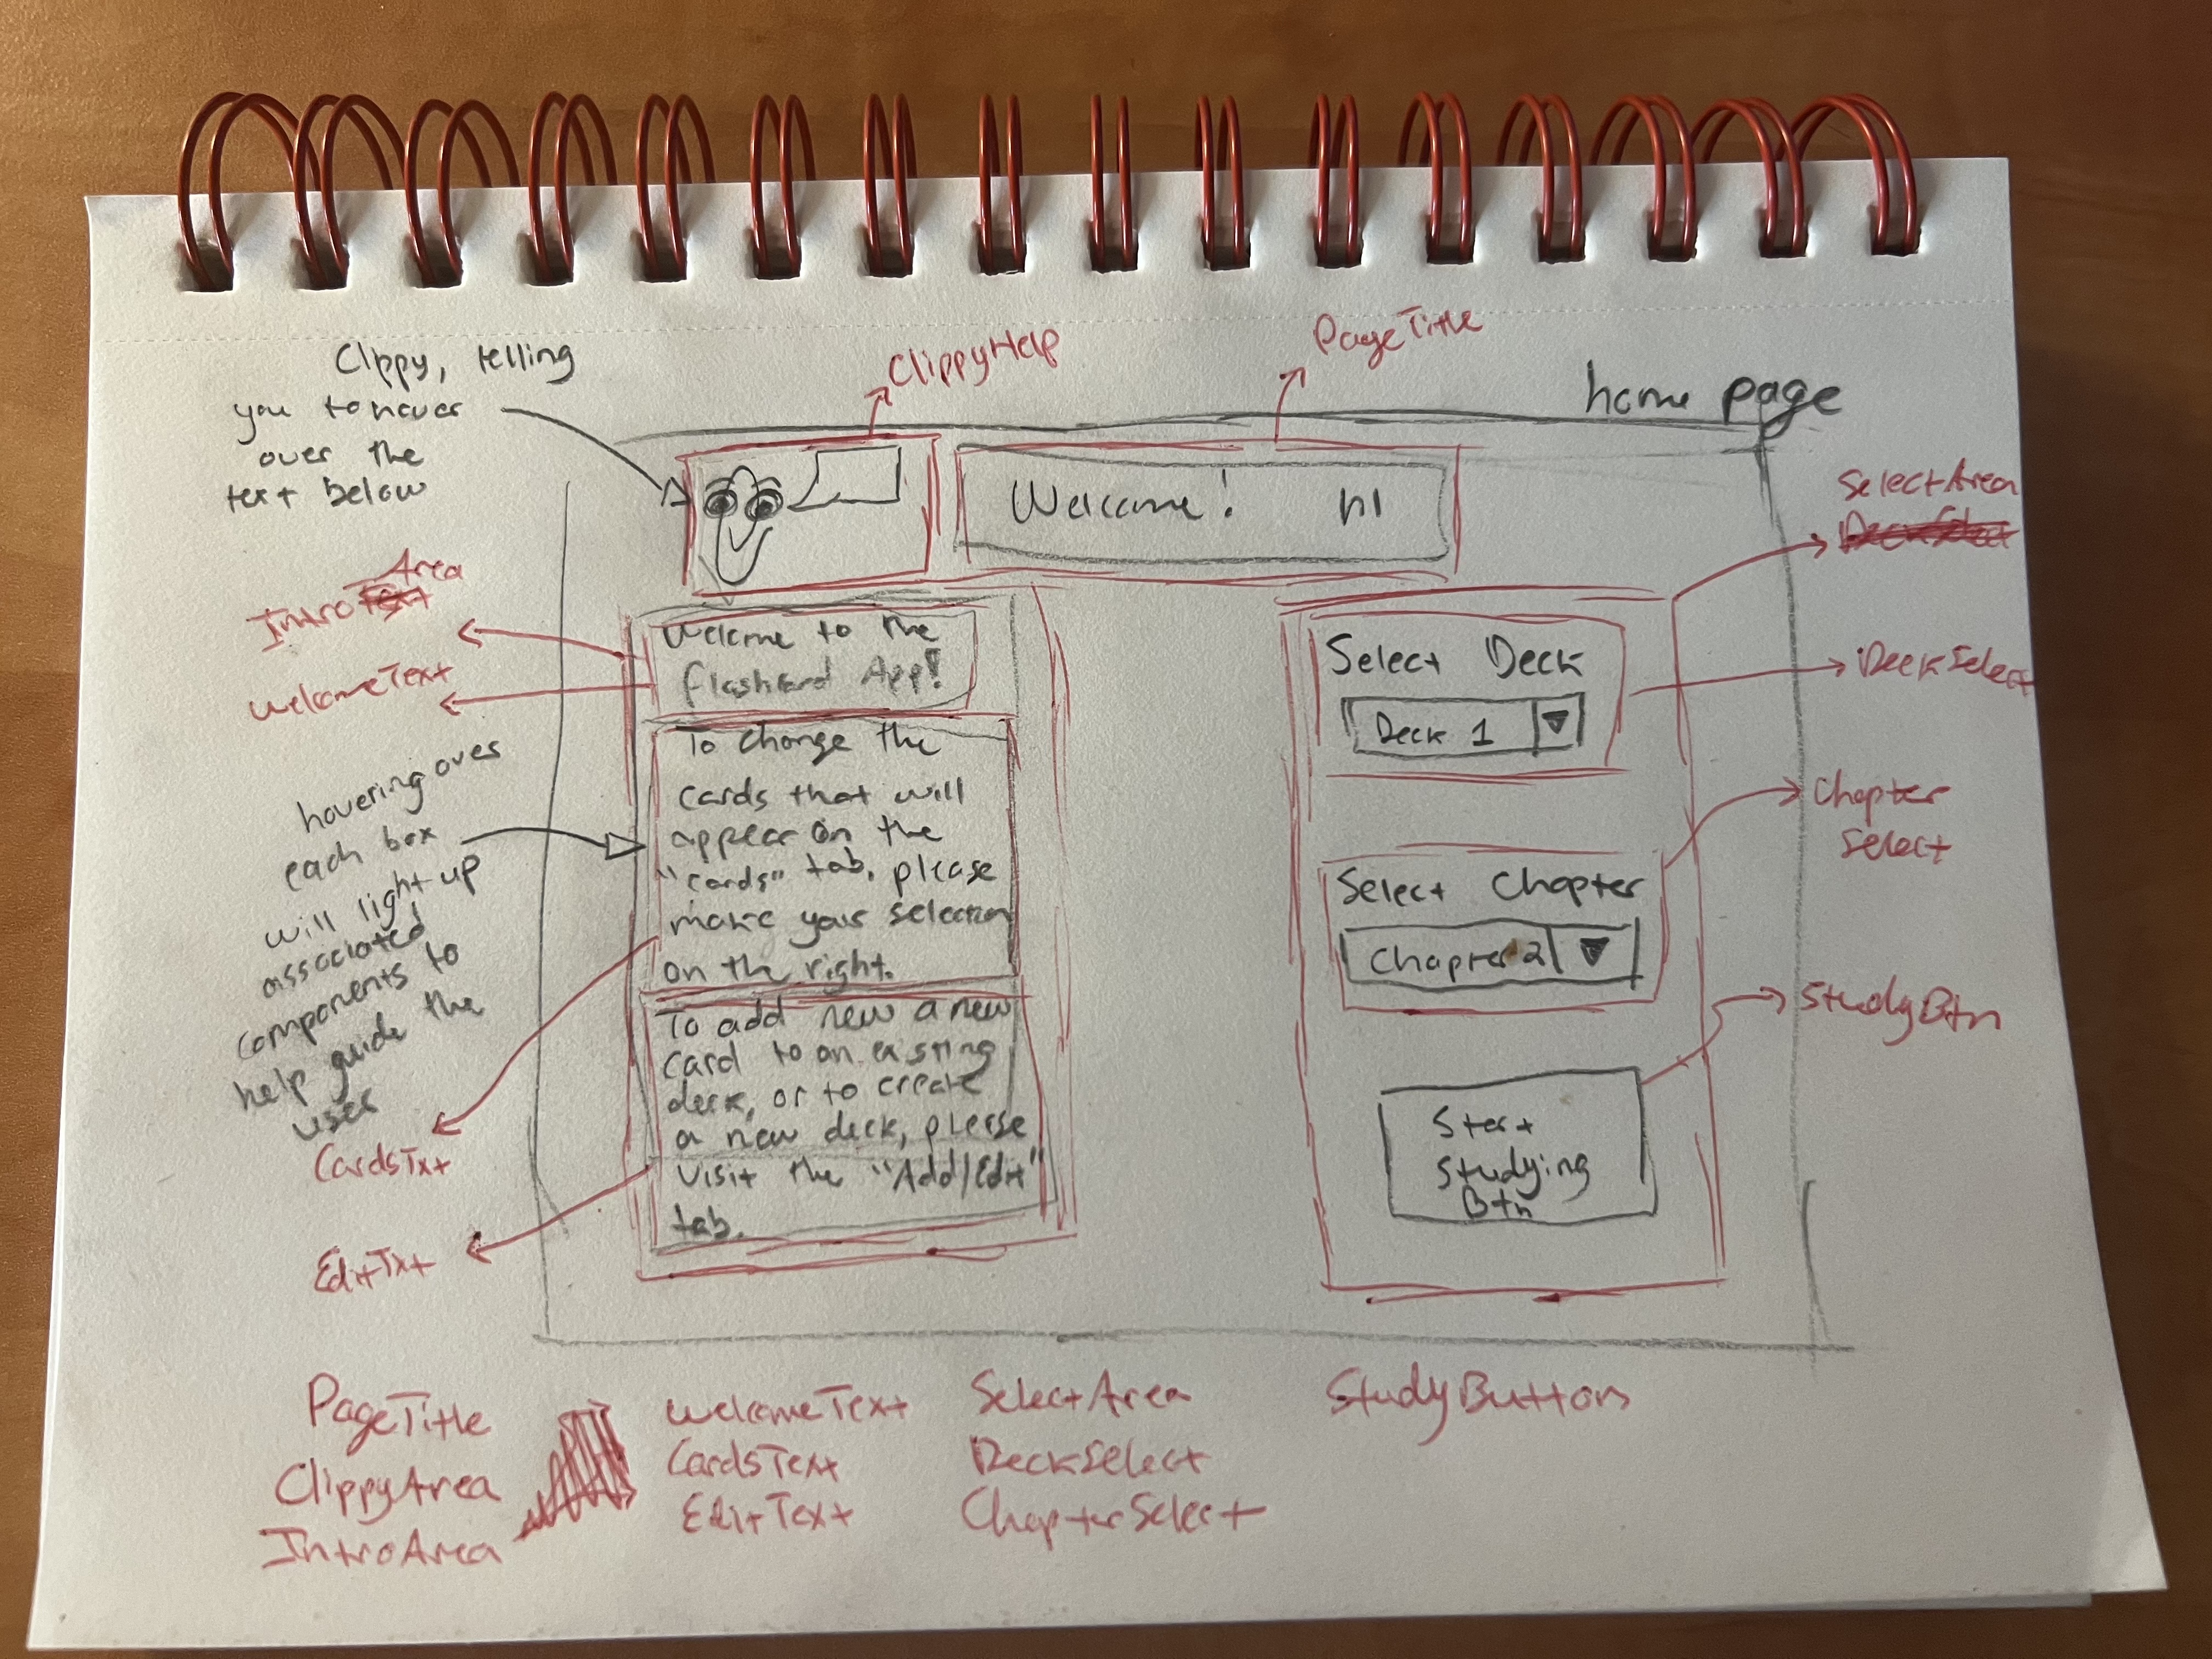 Clippy, telling
you to hover
over the
text below
ClippyHelp
PageTitle
home page
Welcome! h1
SelectArea
IntroArea
WelcomeText
Welcome to the
flashcard App!
Select Deck
Deck 1
DeckSelect
hovering over
each box
will light up
associated
components to
help guide the
user
To change the
cards that will
appear on the
"cards" tab, please
make your selection
on the right.
Chapter
Select
Select Chapter
Chapter 2
To add new a new
card to an existing
deck, or to create
a new deck, please
visit the "Add/Edit"
tab.
StudyBtn
Start
Studying
Btn
CardsTxt
EditTxt
PageTitle
ClippyArea
IntroArea
WelcomeText
CardsText
EditText
SelectArea
DeckSelect
ChapterSelect
StudyButton